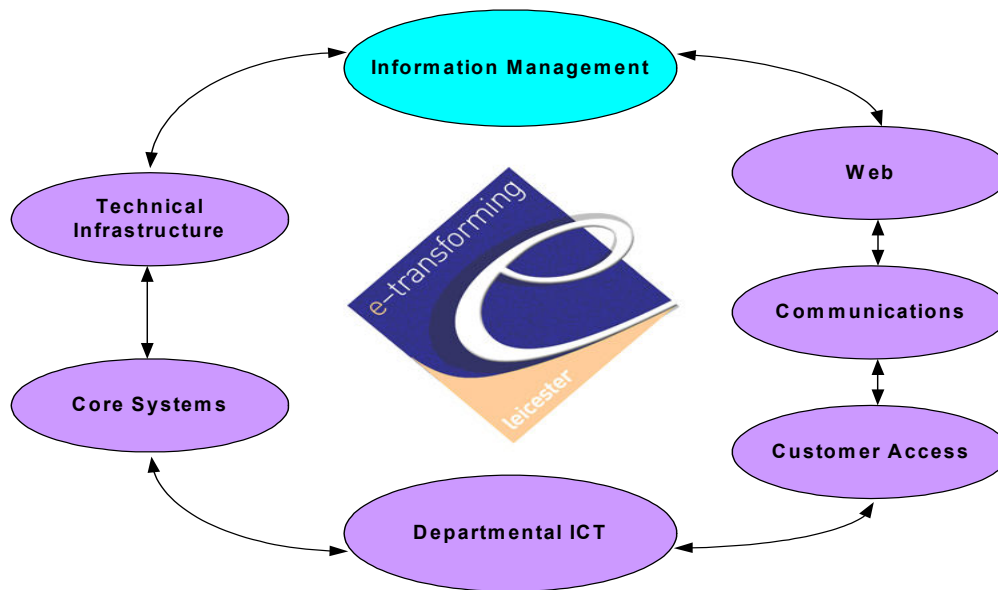 Information Management
Web
Technical
Infrastructure
e-transforming
Communications
Core Systems
leicester
Customer Access
Departmental ICT